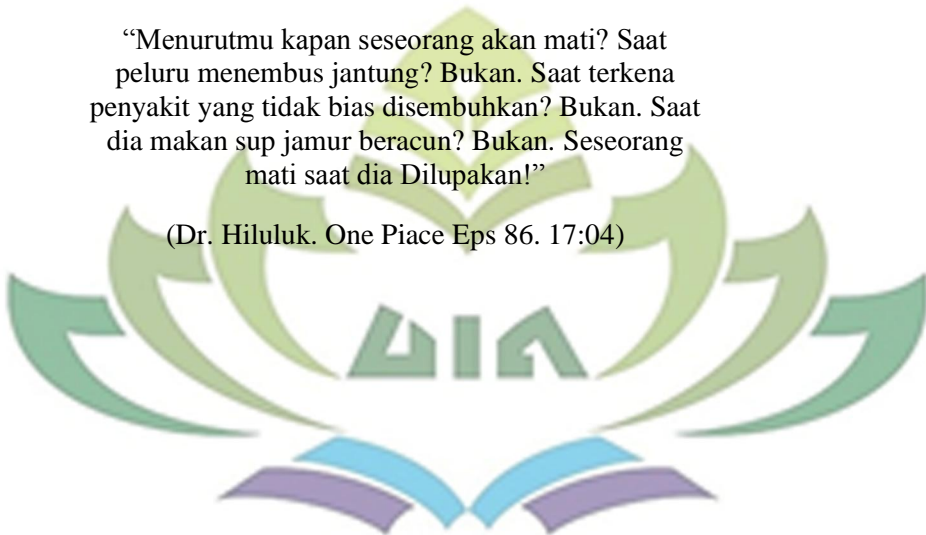 “Menurutmu kapan seseorang akan mati? Saat
peluru menembus jantung? Bukan. Saat terkena
penyakit yang tidak bias disembuhkan? Bukan. Saat
dia makan sup jamur beracun? Bukan. Seseorang
mati saat dia Dilupakan!”
(Dr. Hiluluk. One Piace Eps 86. 17:04)
UIN